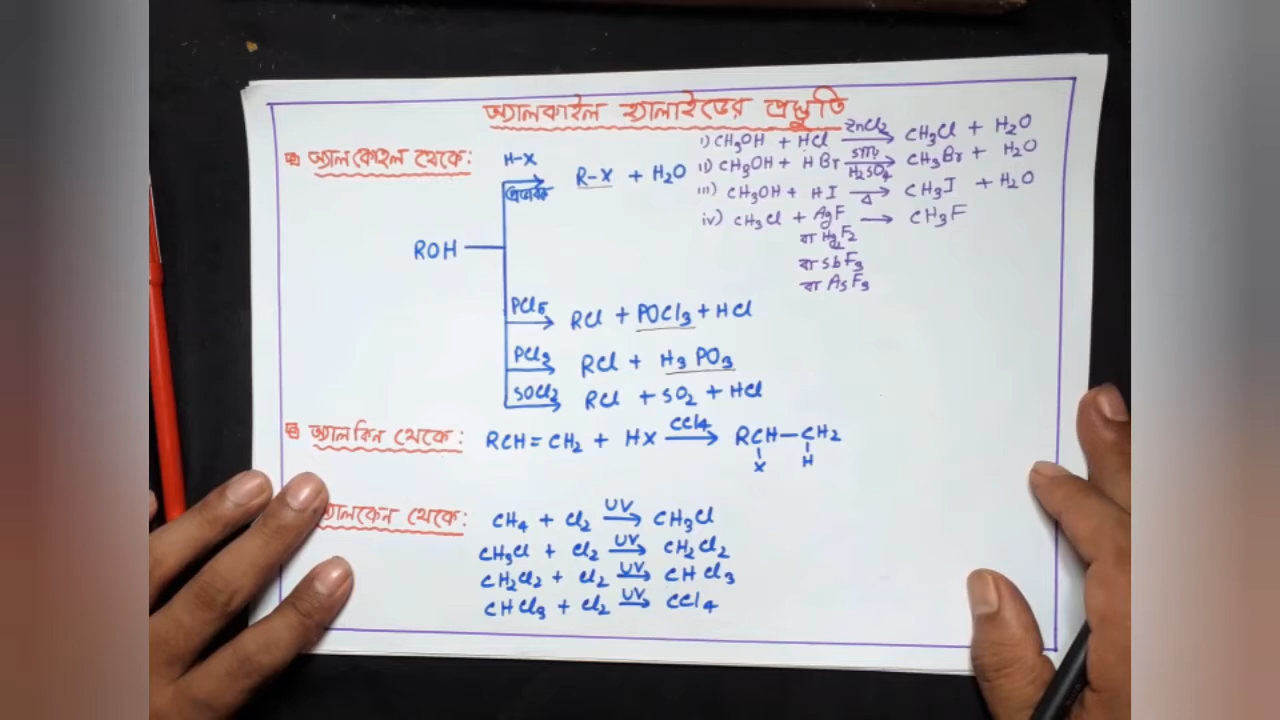 অ্যালকাইল হ্যালাইডের প্রস্তুতি
অ্যালকোহল থেকে:
ROH
H-X
প্রভাবক
R-X + H₂O
i) CH₃OH + HCl ZnCl₂ → CH₃Cl + H₂O
ii) CH₃OH + HBr H₂SO₄ → CH₃Br + H₂O
iii) CH₃OH + HI Δ → CH₃I + H₂O
iv) CH₃Cl + AgF → CH₃F
বা Hg₂F₂
বা SbF₃
বা AsF₃
PCl₅ → RCl + POCl₃ + HCl
PCl₃ → RCl + H₃PO₃
SOCl₂ → RCl + SO₂ + HCl
অ্যালকিন থেকে: RCH=CH₂ + HX CCl₄ → RCH-CH₂
X H
অ্যালকেন থেকে: CH₄ + Cl₂ UV → CH₃Cl
CH₃Cl + Cl₂ UV → CH₂Cl₂
CH₂Cl₂ + Cl₂ UV → CHCl₃
CHCl₃ + Cl₂ UV → CCl₄